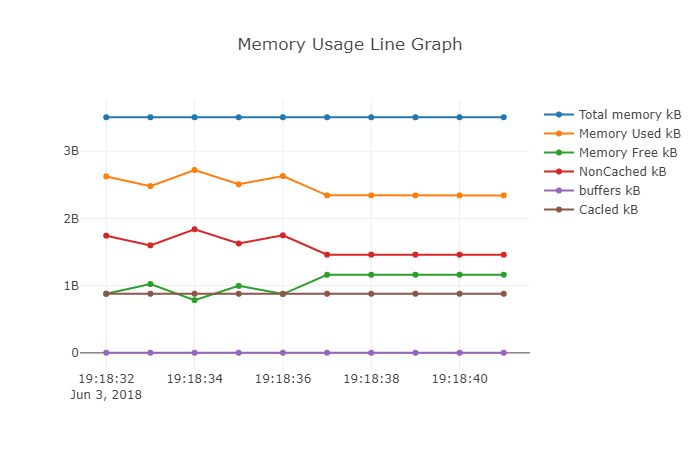 Memory Usage Line Graph
Total memory kB
Memory Used kB
Memory Free kB
NonCached kB
buffers kB
Cacled kB
3B
2B
1B
0
19:18:32 19:18:34 19:18:36 19:18:38 19:18:40
Jun 3, 2018